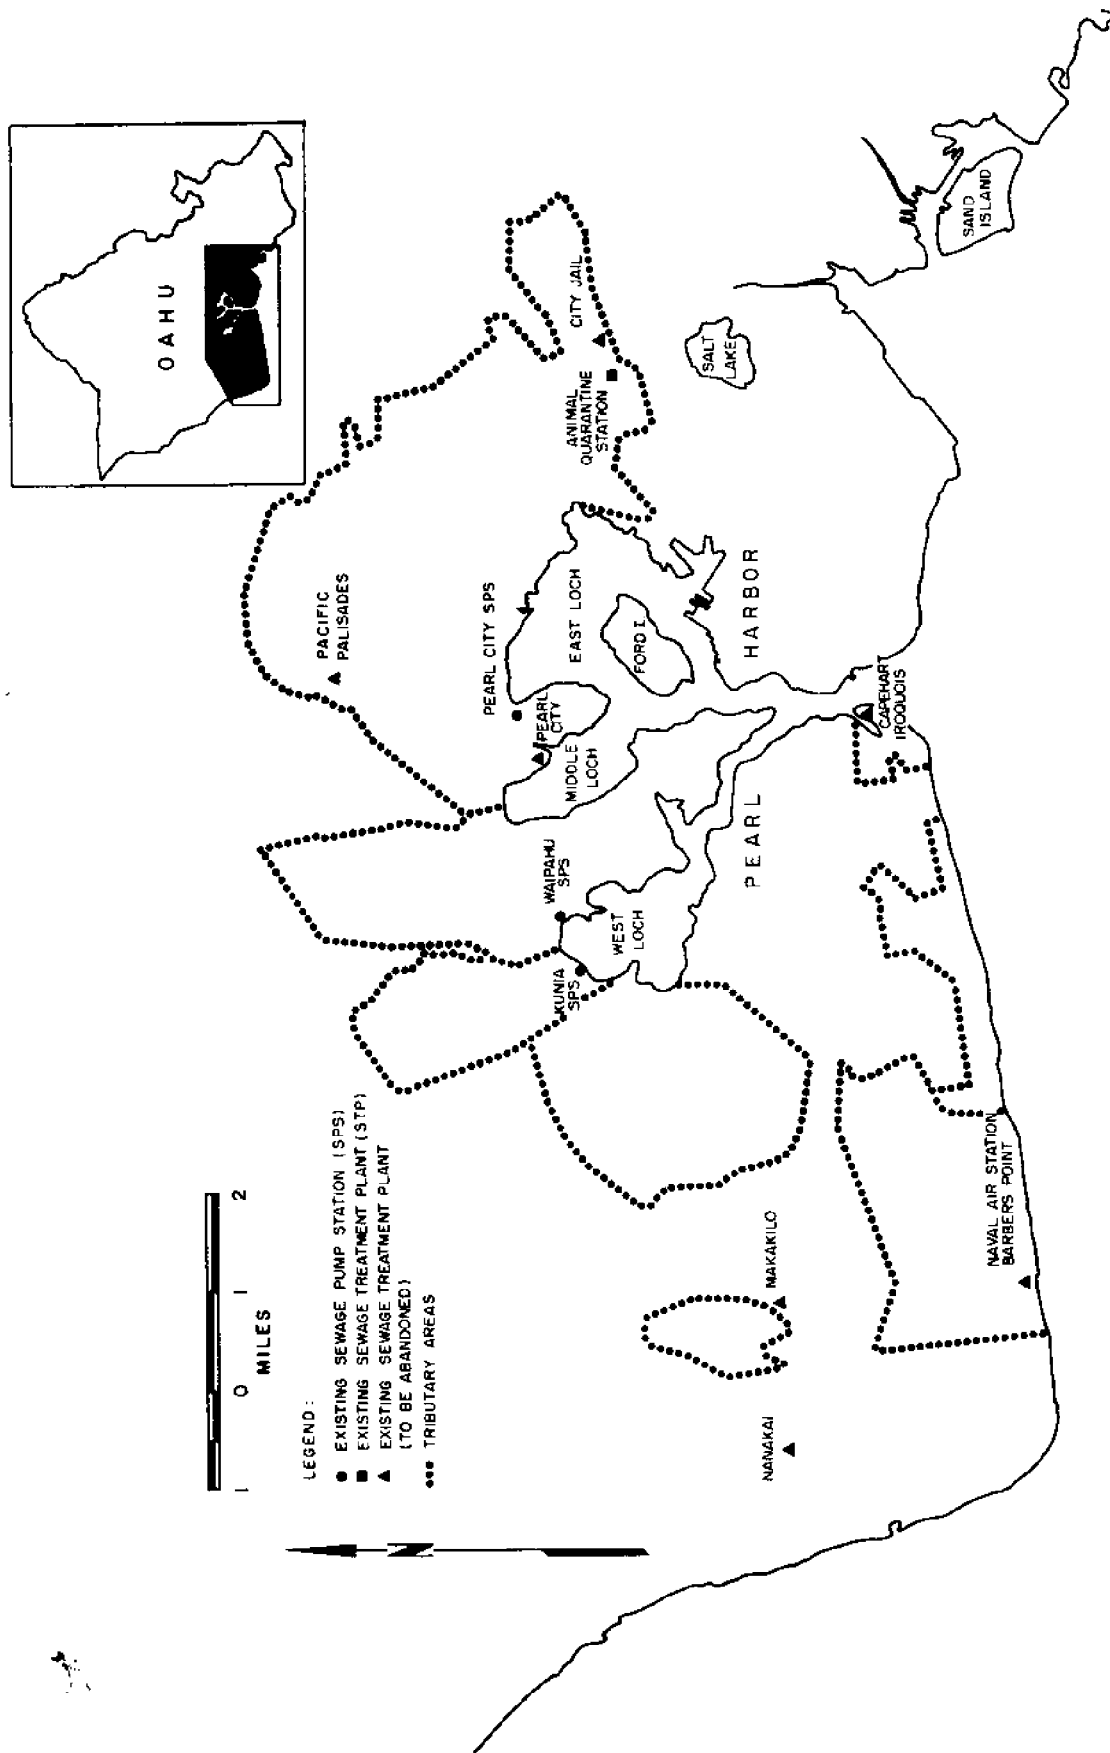 OAHU
PACIFIC
PALISADES
PEARL CITY SPS
PEARL
CITY
MIDDLE
LOCH
EAST LOCH
FORD I.
ANIMAL
QUARANTINE
STATION
CITY JAIL
SALT
LAKE
SAND
ISLAND
WAIPAHU
SPS
KUNIA
SPS
WEST
LOCH
PEARL HARBOR
CAPEHART
IROQUOIS
NAVAL AIR STATION
BARBERS POINT
MAKAKILO
NANAKAI
1 0 1 2
MILES
LEGEND:
EXISTING SEWAGE PUMP STATION (SPS)
EXISTING SEWAGE TREATMENT PLANT (STP)
EXISTING SEWAGE TREATMENT PLANT
(TO BE ABANDONED)
TRIBUTARY AREAS
N